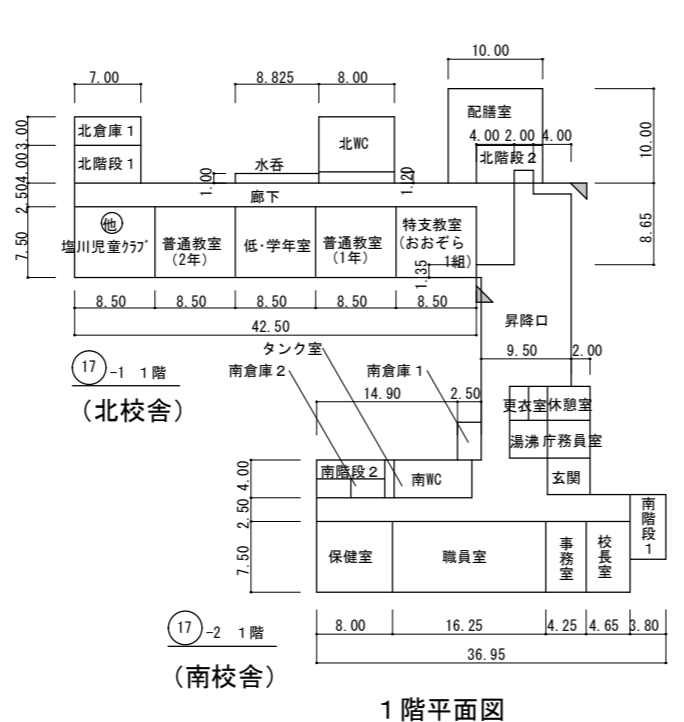 10.00
7.00
8.825
8.00
配膳室
4.00
2.00
4.00
3.00
北倉庫1
北WC
10.00
4.00
北階段1
水呑
北階段2
1.00
1.20
2.50
廊下
7.50
他
塩川児童クラブ
普通教室
(2年)
低・学年室
普通教室
(1年)
特支教室
(おおぞら
1組)
8.65
1.35
8.50
8.50
8.50
8.50
8.50
42.50
昇降口
タンク室
9.50
2.00
17 -1 1階
(北校舎)
南倉庫2
南倉庫1
14.90
2.50
更衣室
休憩室
湯沸
庁務員室
4.00
南階段2
南WC
玄関
2.50
南階段1
7.50
保健室
職員室
事務室
校長室
17 -2 1階
(南校舎)
8.00
16.25
4.25
4.65
3.80
36.95
1階平面図